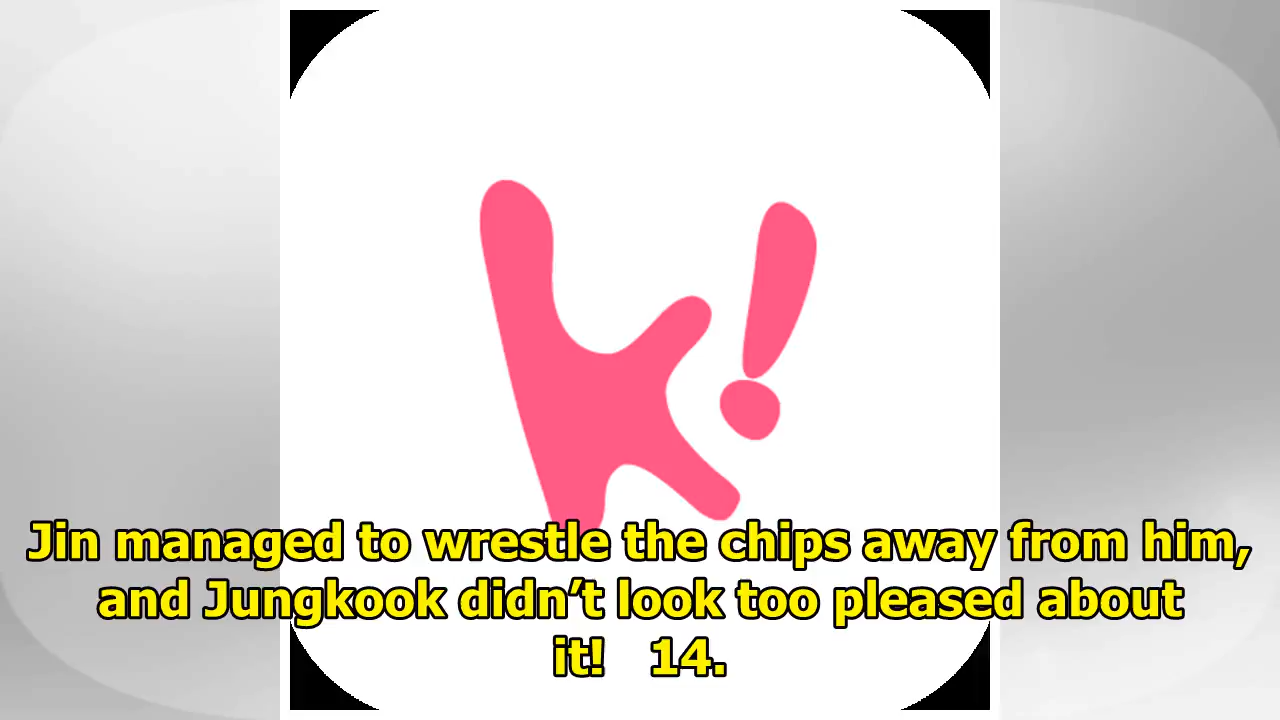 k!
Jin managed to wrestle the chips away from him,
and Jungkook didn’t look too pleased about
it! 14.